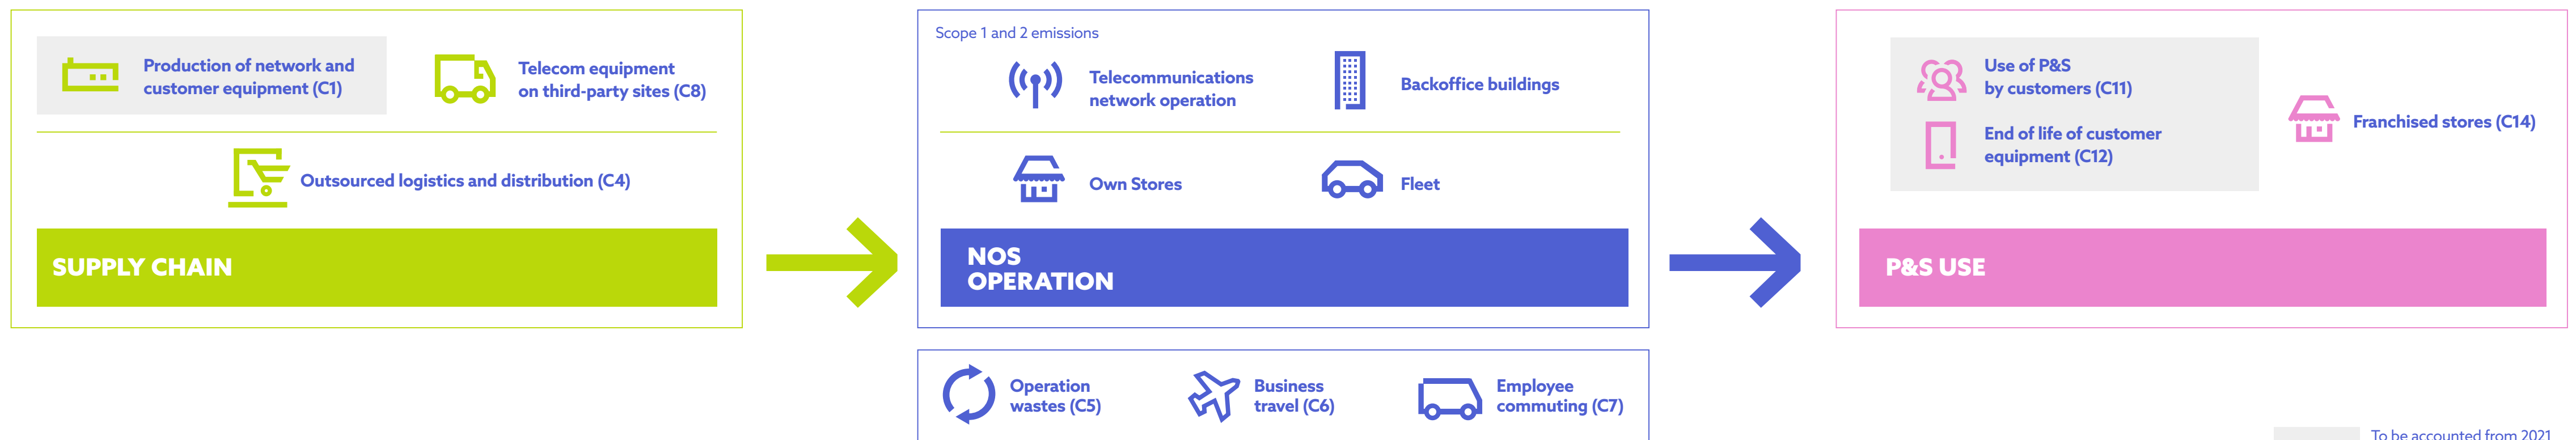 Production of network and
customer equipment (C1)
Telecom equipment
on third-party sites (C8)
Outsourced logistics and distribution (C4)
SUPPLY CHAIN
Scope 1 and 2 emissions
Telecommunications
network operation
Backoffice buildings
Own Stores
Fleet
NOS
OPERATION
Use of P&S
by customers (C11)
End of life of customer
equipment (C12)
Franchised stores (C14)
P&S USE
Operation
wastes (C5)
Business
travel (C6)
Employee
commuting (C7)
To be accounted from 2021